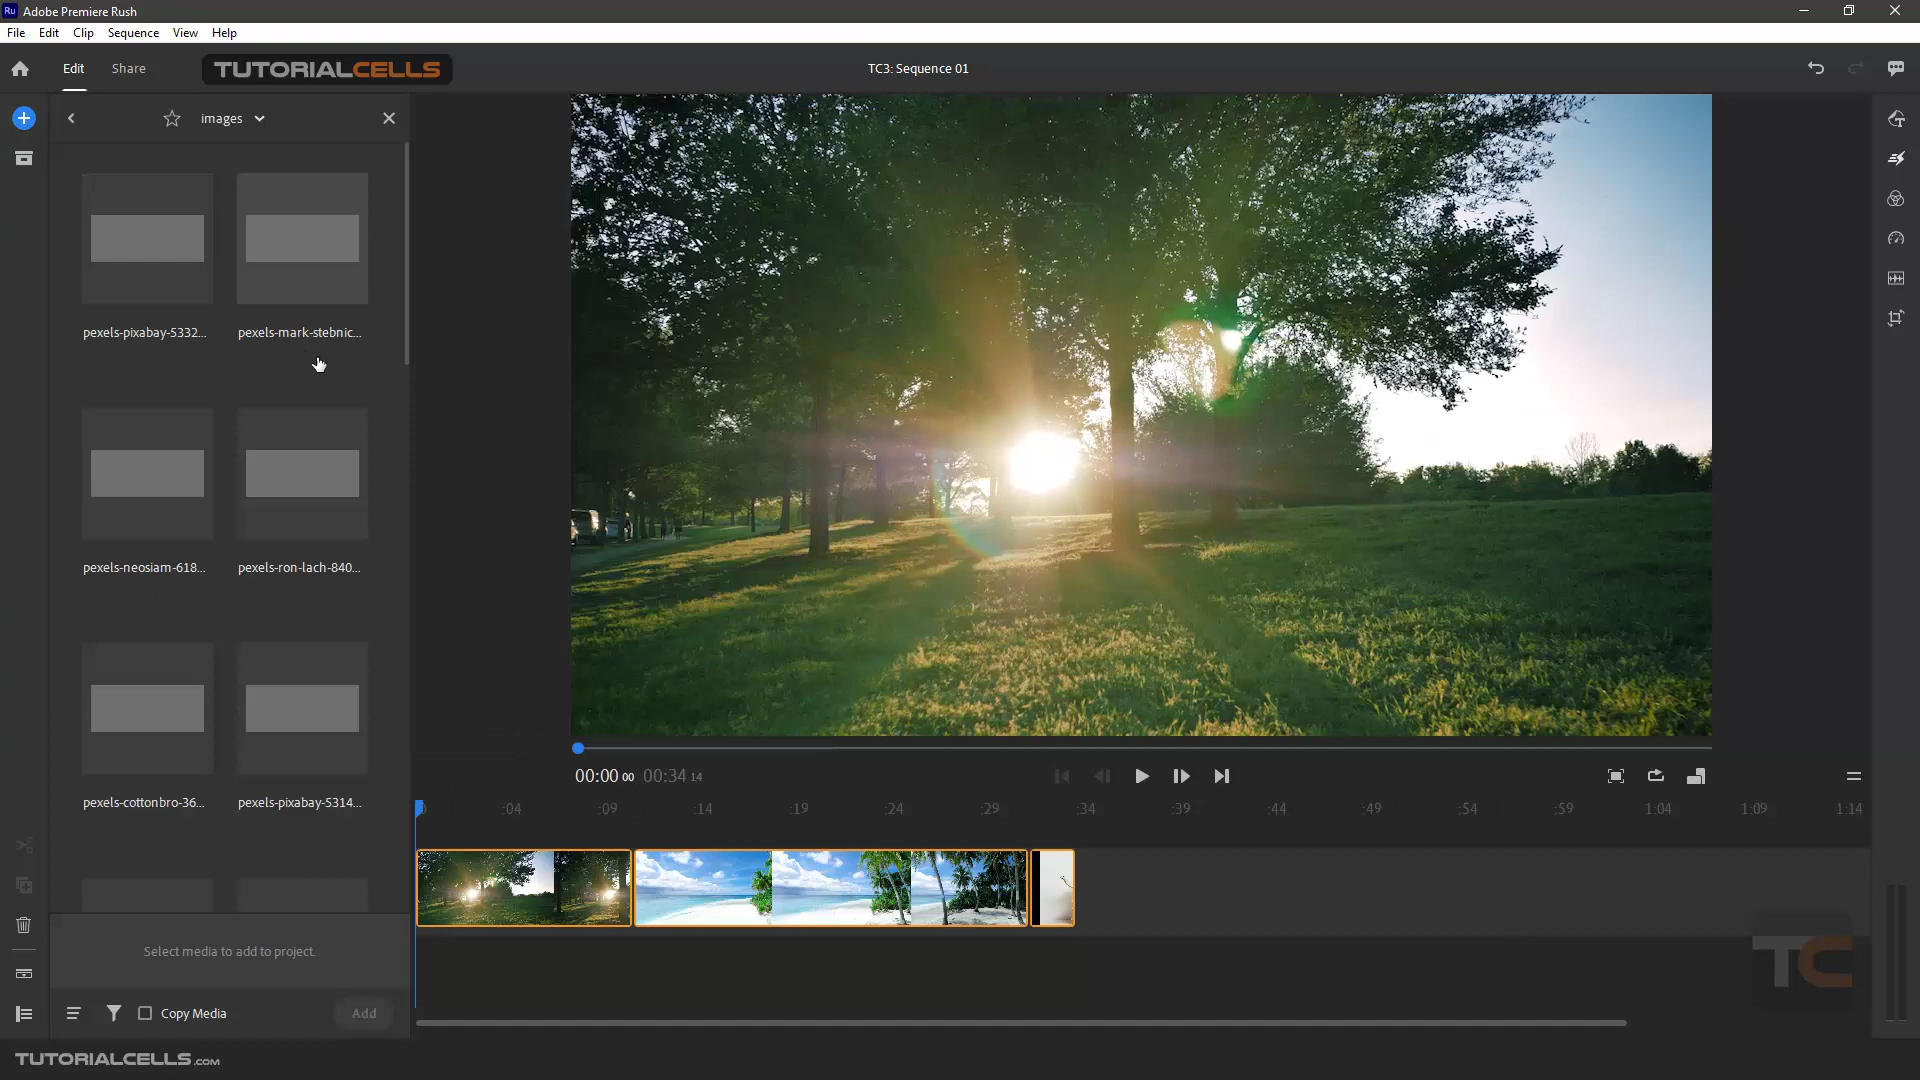 Ru Adobe Premiere Rush
File Edit Clip Sequence View Help
Edit Share TUTORIALCELLS TC3: Sequence 01
images
pexels-pixabay-5332... pexels-mark-stebnic...
pexels-neosiam-618... pexels-ron-lach-840...
pexels-cottonbro-36... pexels-pixabay-5314...
00:00 00 00:34 14
:04 :09 :14 :19 :24 :29 :34 :39 :44 :49 :54 :59 1:04 1:09 1:14
Select media to add to project.
TC
Copy Media Add
TUTORIALCELLS.COM